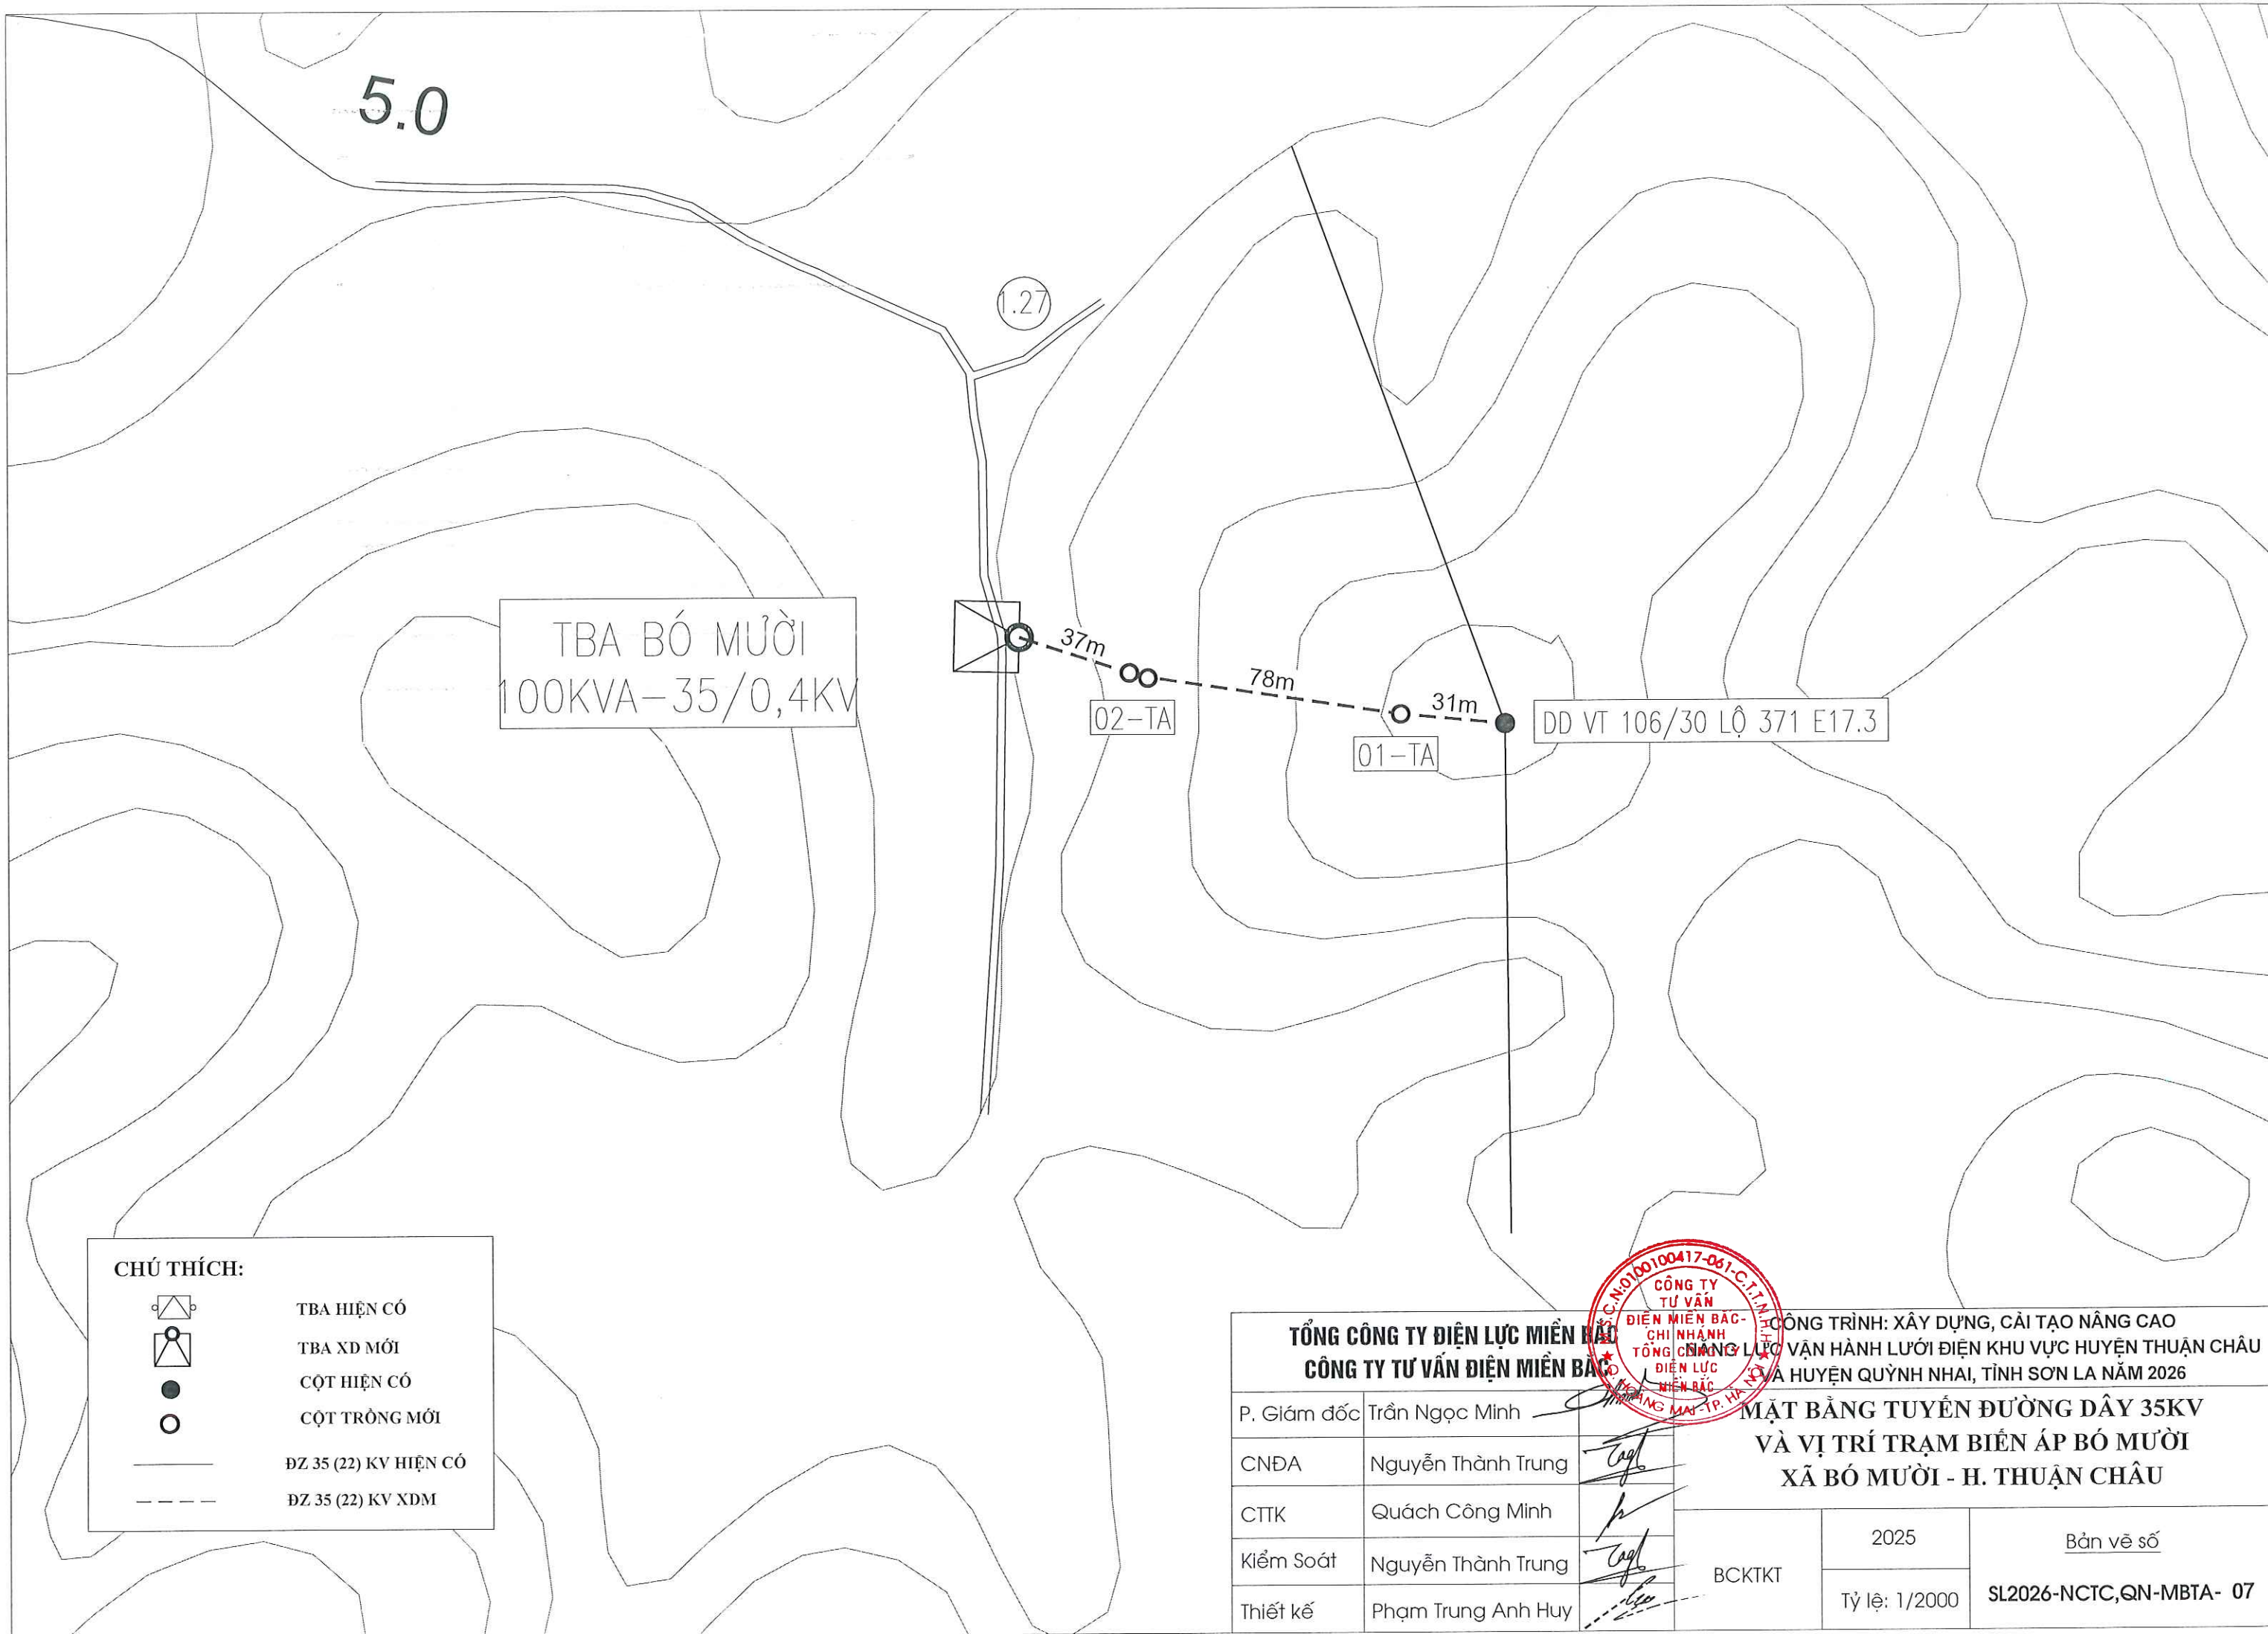 5.0
1.27
TBA BÓ MƯỜI
100KVA-35/0,4KV
37m
78m
31m
02-TA
01-TA
DD VT 106/30 LỘ 371 E17.3
CHÚ THÍCH:
TBA HIỆN CÓ
TBA XD MỚI
CỘT HIỆN CÓ
CỘT TRỒNG MỚI
ĐZ 35 (22) KV HIỆN CÓ
ĐZ 35 (22) KV XDM
TỔNG CÔNG TY ĐIỆN LỰC MIỀN BẮC
CÔNG TY TƯ VẤN ĐIỆN MIỀN BẮC
M.S.C.N:0100100417-061-C.T.T.N.H.H
CÔNG TY
TƯ VẤN
ĐIỆN MIỀN BẮC-
CHI NHÁNH
TỔNG CÔNG TY
ĐIỆN LỰC
MIỀN BẮC
Q. HOÀNG MAI-TP. HÀ NỘI
CÔNG TRÌNH: XÂY DỰNG, CẢI TẠO NÂNG CAO
NĂNG LỰC VẬN HÀNH LƯỚI ĐIỆN KHU VỰC HUYỆN THUẬN CHÂU
VÀ HUYỆN QUỲNH NHAI, TỈNH SƠN LA NĂM 2026
P. Giám đốc Trần Ngọc Minh
CNĐA Nguyễn Thành Trung
CTTK Quách Công Minh
Kiểm Soát Nguyễn Thành Trung
Thiết kế Phạm Trung Anh Huy
MẶT BẰNG TUYẾN ĐƯỜNG DÂY 35KV
VÀ VỊ TRÍ TRẠM BIẾN ÁP BÓ MƯỜI
XÃ BÓ MƯỜI - H. THUẬN CHÂU
BCKTKT
2025
Tỷ lệ: 1/2000
Bản vẽ số
SL2026-NCTC,QN-MBTA- 07